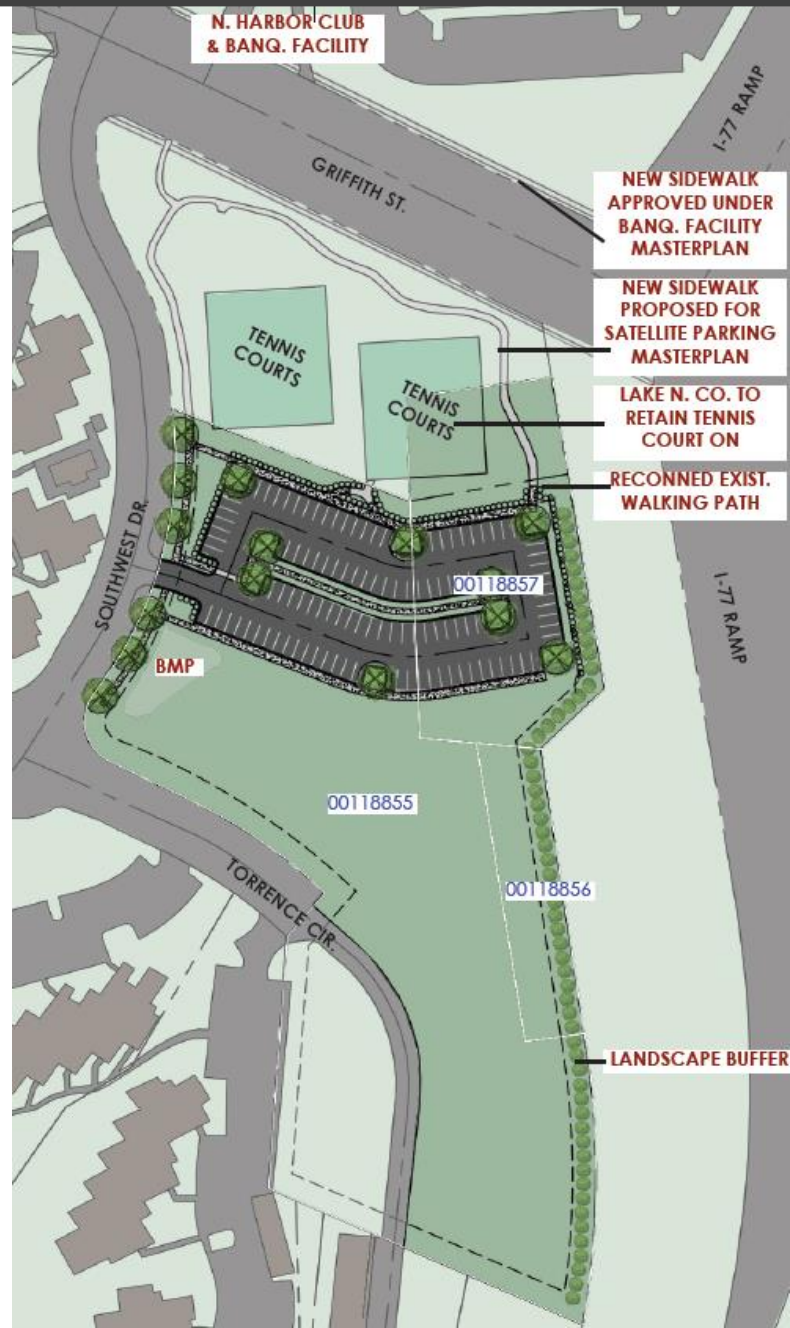 N. HARBOR CLUB
& BANQ. FACILITY
I-77 RAMP
GRIFFITH ST.
NEW SIDEWALK
APPROVED UNDER
BANQ. FACILITY
MASTERPLAN
NEW SIDEWALK
PROPOSED FOR
SATELLITE PARKING
MASTERPLAN
TENNIS
COURTS
TENNIS
COURTS
LAKE N. CO. TO
RETAIN TENNIS
COURT ON
RECONNED EXIST.
WALKING PATH
SOUTHWEST DR.
00118857
I-77 RAMP
BMP
00118855
00118856
TORRENCE CIR.
LANDSCAPE BUFFER